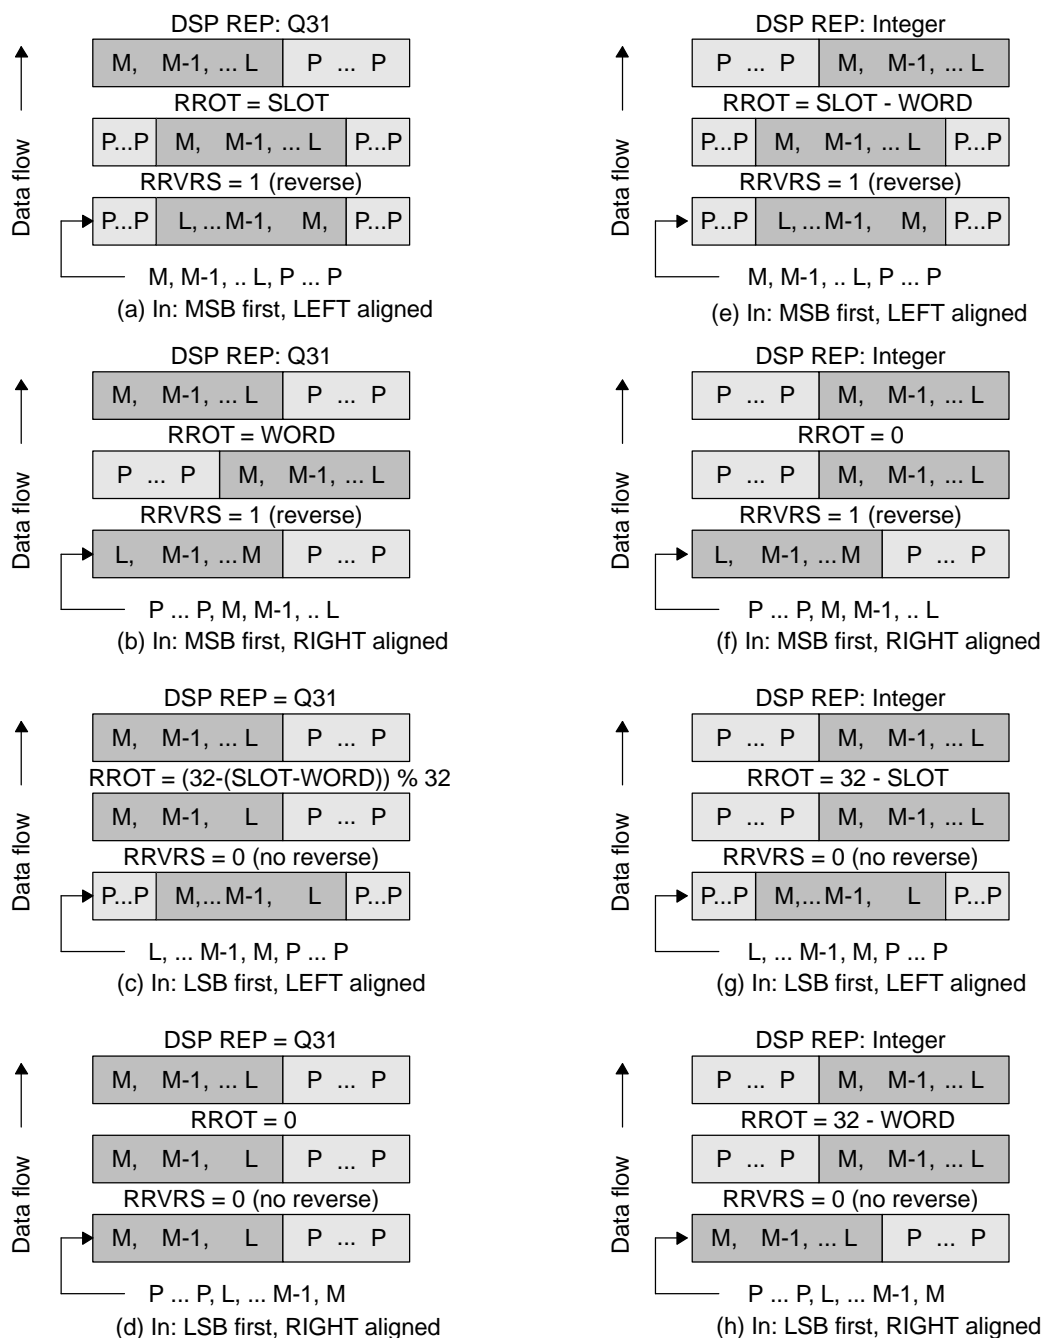 DSP REP: Q31
M, M-1, ... L P ... P
RROT = SLOT
P...P M, M-1, ... L P...P
RRVRS = 1 (reverse)
P...P L, ... M-1, M, P...P
M, M-1, .. L, P ... P
(a) In: MSB first, LEFT aligned
Data flow
DSP REP: Q31
M, M-1, ... L P ... P
RROT = WORD
P ... P M, M-1, ... L
RRVRS = 1 (reverse)
L, M-1, ... M P ... P
P ... P, M, M-1, .. L
(b) In: MSB first, RIGHT aligned
Data flow
DSP REP = Q31
M, M-1, ... L P ... P
RROT = (32-(SLOT-WORD)) % 32
M, M-1, L P ... P
RRVRS = 0 (no reverse)
P...P M,... M-1, L P...P
L, ... M-1, M, P ... P
(c) In: LSB first, LEFT aligned
Data flow
DSP REP = Q31
M, M-1, ... L P ... P
RROT = 0
M, M-1, L P ... P
RRVRS = 0 (no reverse)
M, M-1, L P ... P
P ... P, L, ... M-1, M
(d) In: LSB first, RIGHT aligned
Data flow
DSP REP: Integer
P ... P M, M-1, ... L
RROT = SLOT - WORD
P...P M, M-1, ... L P...P
RRVRS = 1 (reverse)
P...P L, ... M-1, M, P...P
M, M-1, .. L, P ... P
(e) In: MSB first, LEFT aligned
Data flow
DSP REP: Integer
P ... P M, M-1, ... L
RROT = 0
P ... P M, M-1, ... L
RRVRS = 1 (reverse)
L, M-1, ... M P ... P
P ... P, M, M-1, .. L
(f) In: MSB first, RIGHT aligned
Data flow
DSP REP: Integer
P ... P M, M-1, ... L
RROT = 32 - SLOT
P ... P M, M-1, ... L
RRVRS = 0 (no reverse)
P...P M,... M-1, L P...P
L, ... M-1, M, P ... P
(g) In: LSB first, LEFT aligned
Data flow
DSP REP: Integer
P ... P M, M-1, ... L
RROT = 32 - WORD
P ... P M, M-1, ... L
RRVRS = 0 (no reverse)
M, M-1, ... L P ... P
P ... P, L, ... M-1, M
(h) In: LSB first, RIGHT aligned
Data flow